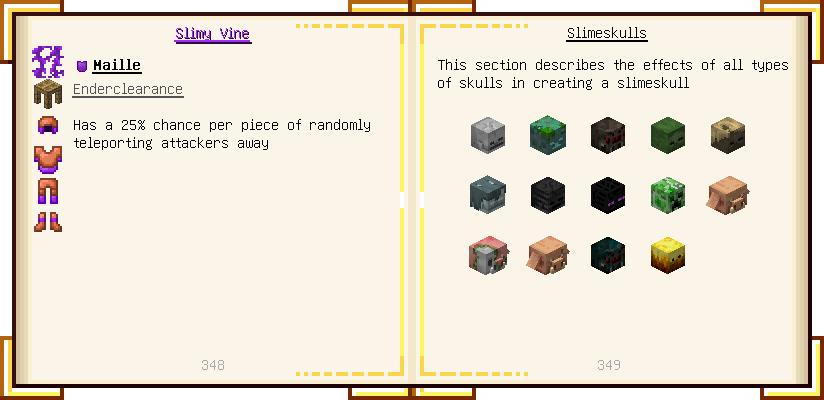 Slimy Vine
Maille
Enderclearance
Has a 25% chance per piece of randomly
teleporting attackers away
348
Slimeskulls
This section describes the effects of all types
of skulls in creating a slimeskull
349